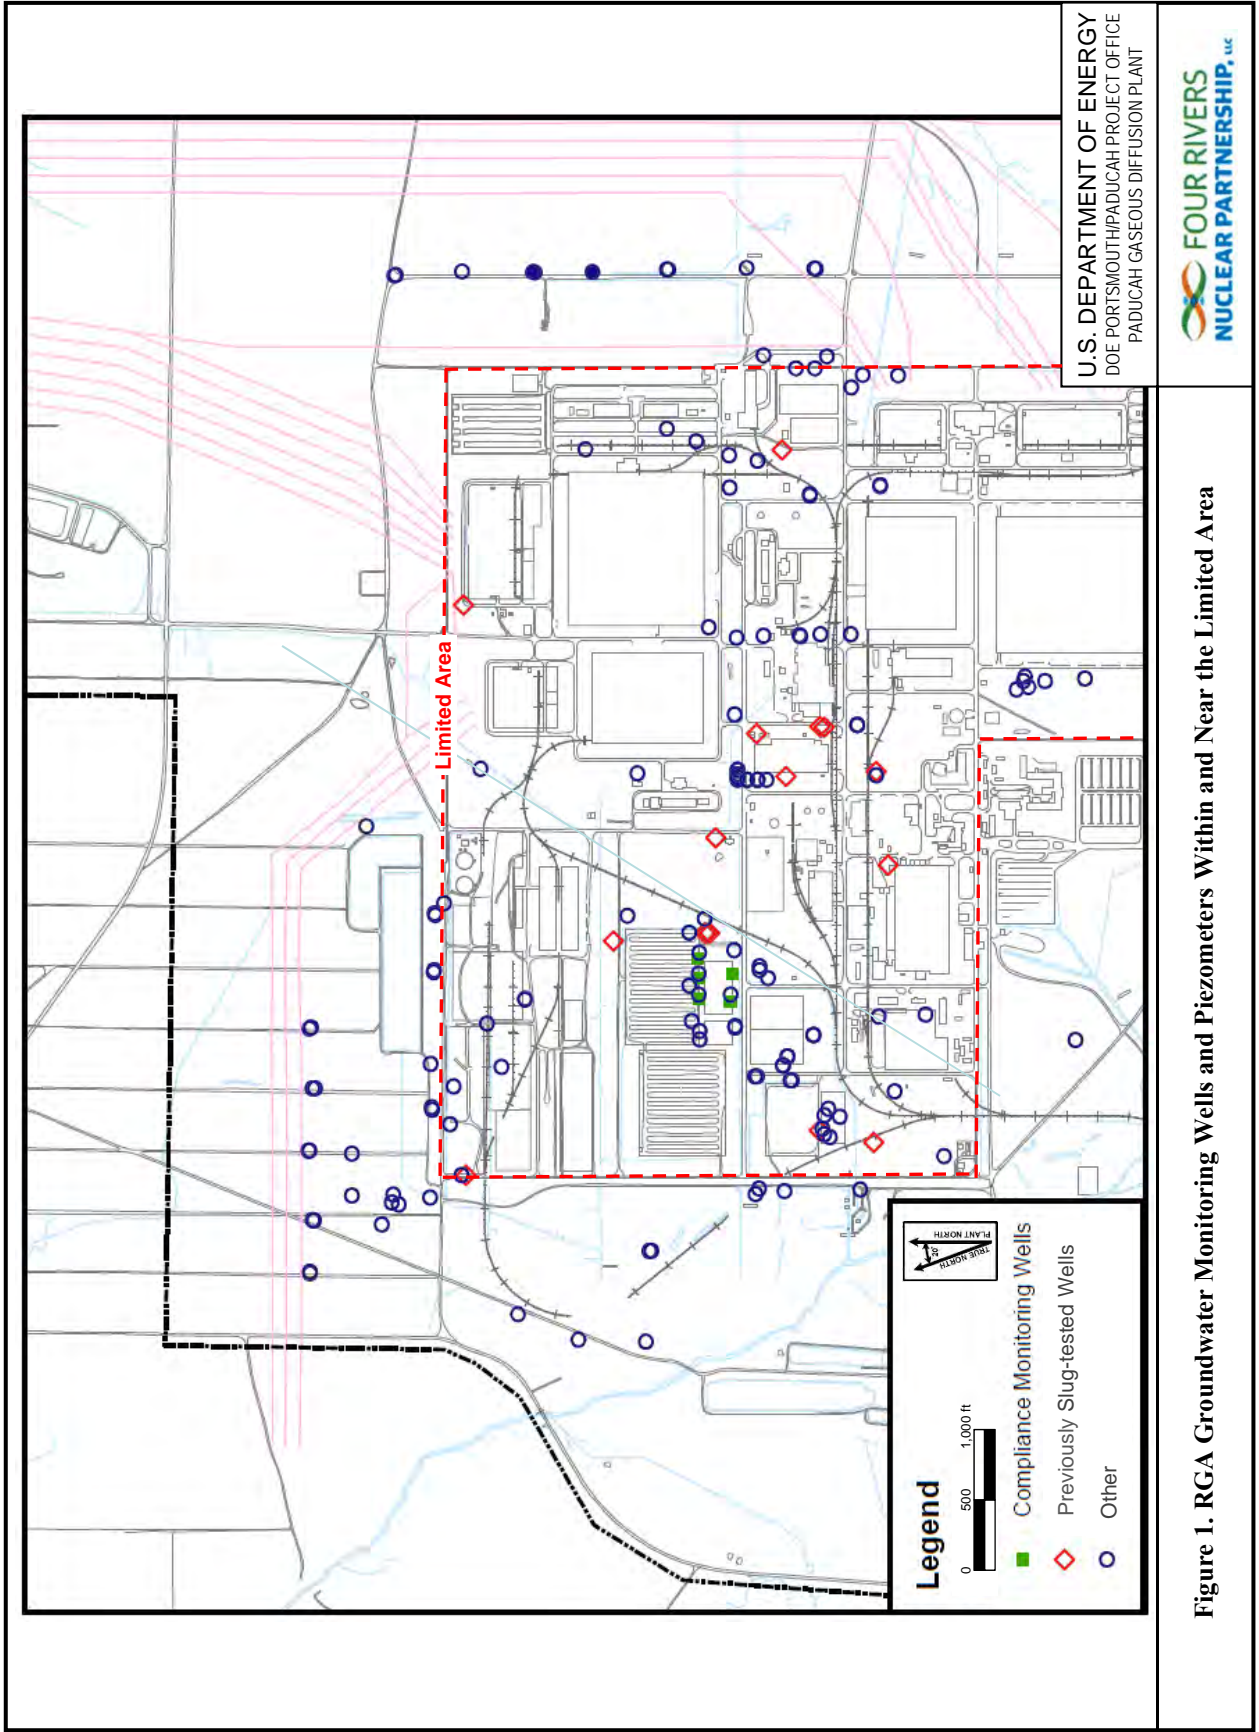 Limited Area
Legend
0 500 1,000 ft
Compliance Monitoring Wells
Previously Slug-tested Wells
Other
TRUE NORTH
20°
PLANT NORTH
U.S. DEPARTMENT OF ENERGY
DOE PORTSMOUTH/PADUCAH PROJECT OFFICE
PADUCAH GASEOUS DIFFUSION PLANT
FOUR RIVERS
NUCLEAR PARTNERSHIP, LLC
Figure 1. RGA Groundwater Monitoring Wells and Piezometers Within and Near the Limited Area